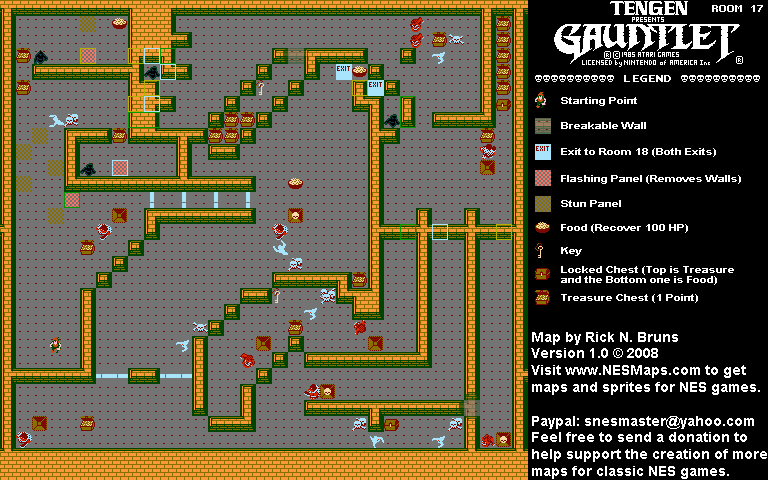 TENGEN
ROOM 17
PRESENTS
GAUNTLET
®
© 1985 ATARI GAMES
LICENSED by NINTENDO of AMERICA Inc
LEGEND
Starting Point
Breakable Wall
EXIT
Exit to Room 18 (Both Exits)
Flashing Panel (Removes Walls)
Stun Panel
Food (Recover 100 HP)
Key
Locked Chest (Top is Treasure
and the Bottom one is Food)
Treasure Chest (1 Point)
Map by Rick N. Bruns
Version 1.0 © 2008
Visit www.NESMaps.com to get
maps and sprites for NES games.
Paypal: snesmaster@yahoo.com
Feel free to send a donation to
help support the creation of more
maps for classic NES games.
EXIT
EXIT